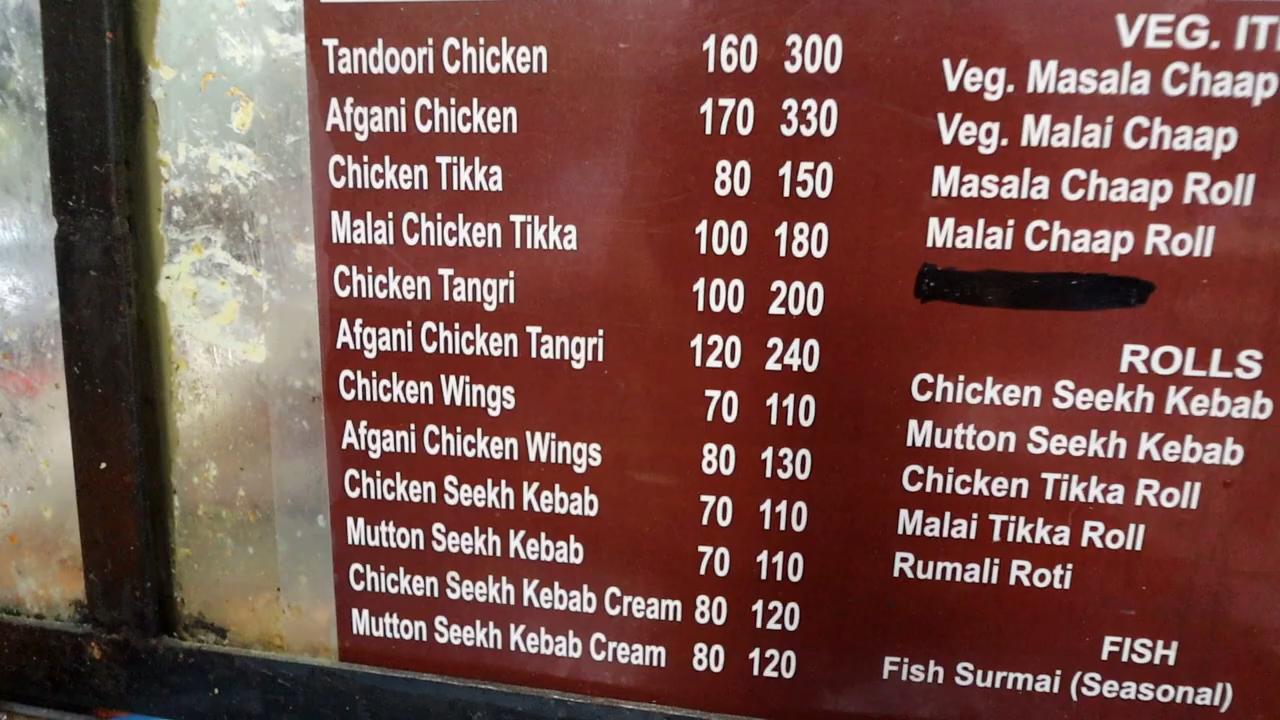 Tandoori Chicken 160 300
Afgani Chicken 170 330
Chicken Tikka 80 150
Malai Chicken Tikka 100 180
Chicken Tangri 100 200
Afgani Chicken Tangri 120 240
Chicken Wings 70 110
Afgani Chicken Wings 80 130
Chicken Seekh Kebab 70 110
Mutton Seekh Kebab 70 110
Chicken Seekh Kebab Cream 80 120
Mutton Seekh Kebab Cream 80 120
VEG.
Veg. Masala Chaap
Veg. Malai Chaap
Masala Chaap Roll
Malai Chaap Roll
ROLLS
Chicken Seekh Kebab
Mutton Seekh Kebab
Chicken Tikka Roll
Malai Tikka Roll
Rumali Roti
FISH
Fish Surmai (Seasonal)